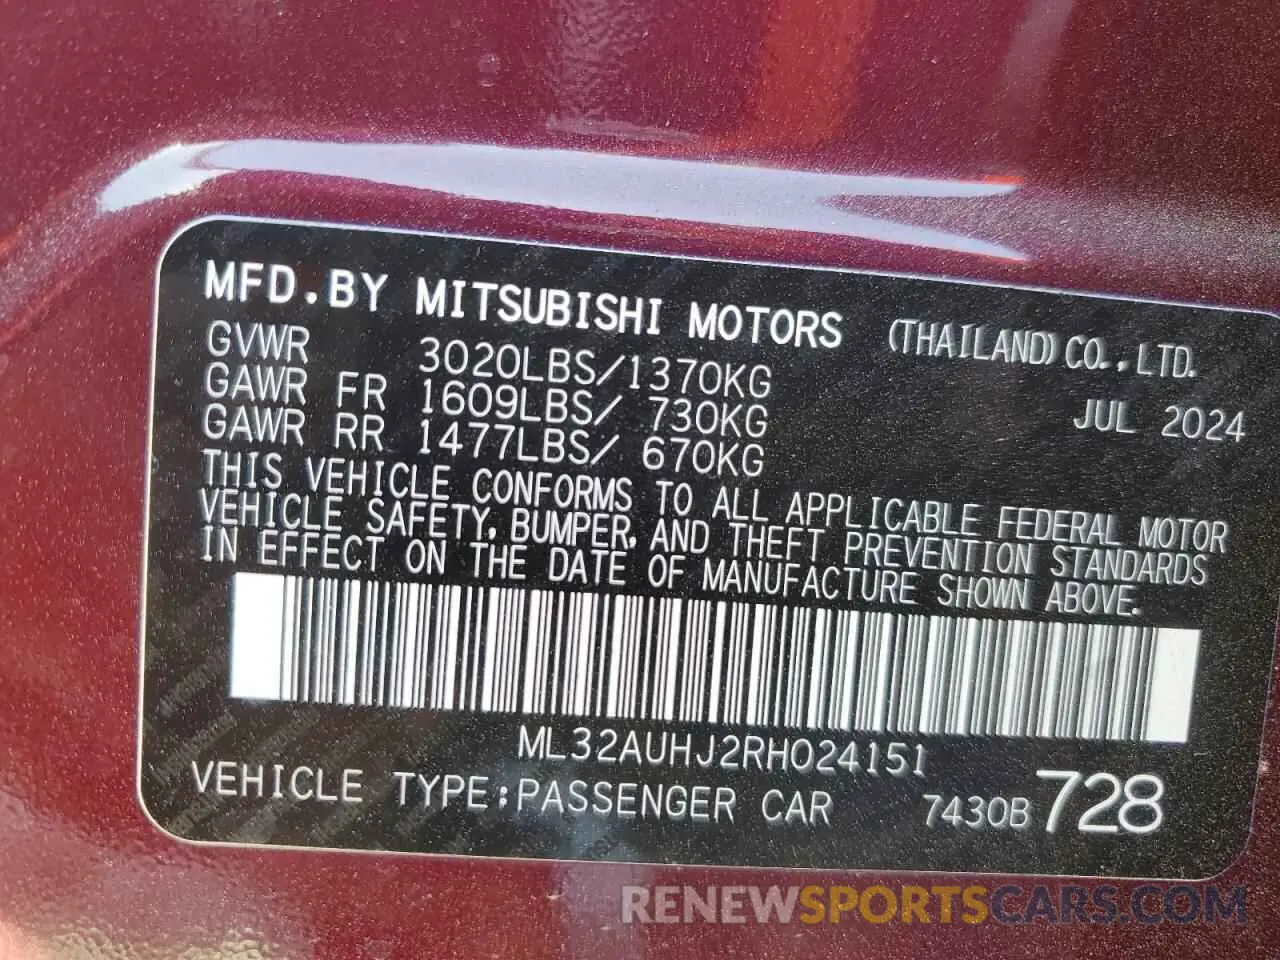 MFD.BY MITSUBISHI MOTORS (THAILAND) CO.,LTD.
GVWR 3020LBS/1370KG
GAWR FR 1609LBS/ 730KG JUL 2024
GAWR RR 1477LBS/ 670KG
THIS VEHICLE CONFORMS TO ALL APPLICABLE FEDERAL MOTOR
VEHICLE SAFETY, BUMPER, AND THEFT PREVENTION STANDARDS
IN EFFECT ON THE DATE OF MANUFACTURE SHOWN ABOVE.
ML32AUHJ2RH024151
VEHICLE TYPE:PASSENGER CAR 7430B 728
RENEWSPORTSCARS.COM